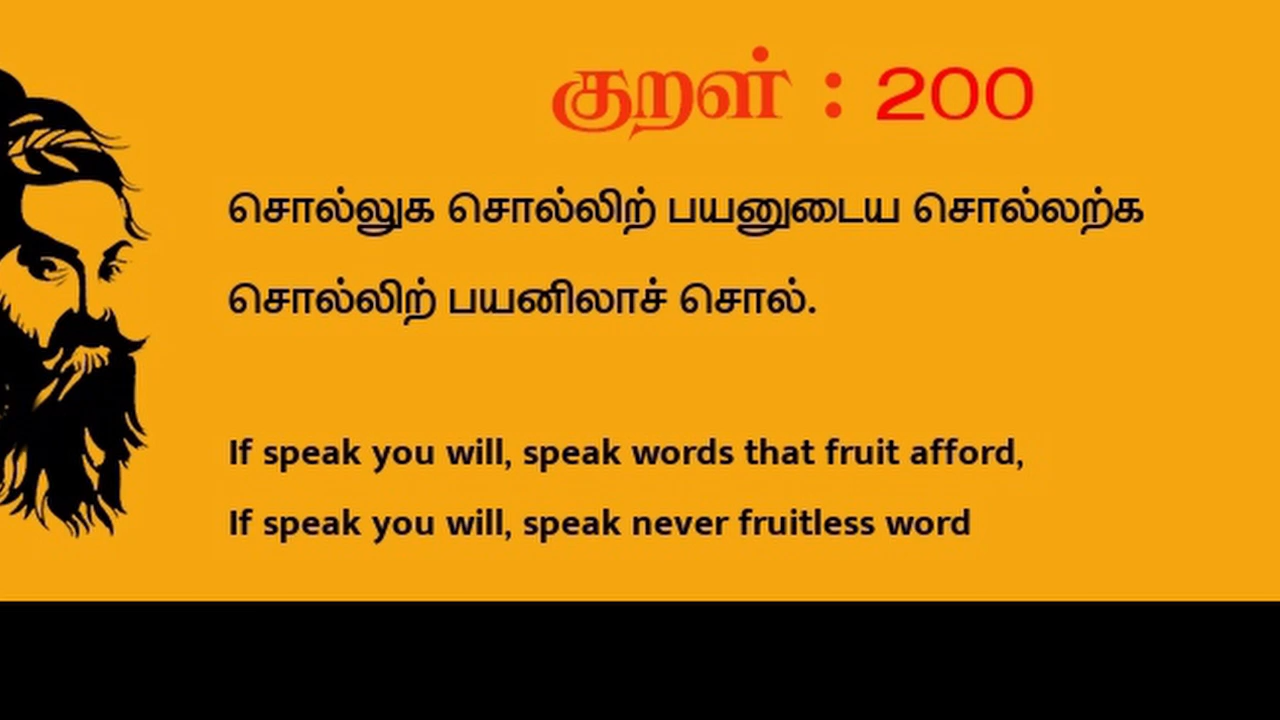 குறள் : 200
சொல்லுக சொல்லிற் பயனுடைய சொல்லற்க
சொல்லிற் பயனிலாச் சொல்.
If speak you will, speak words that fruit afford,
If speak you will, speak never fruitless word